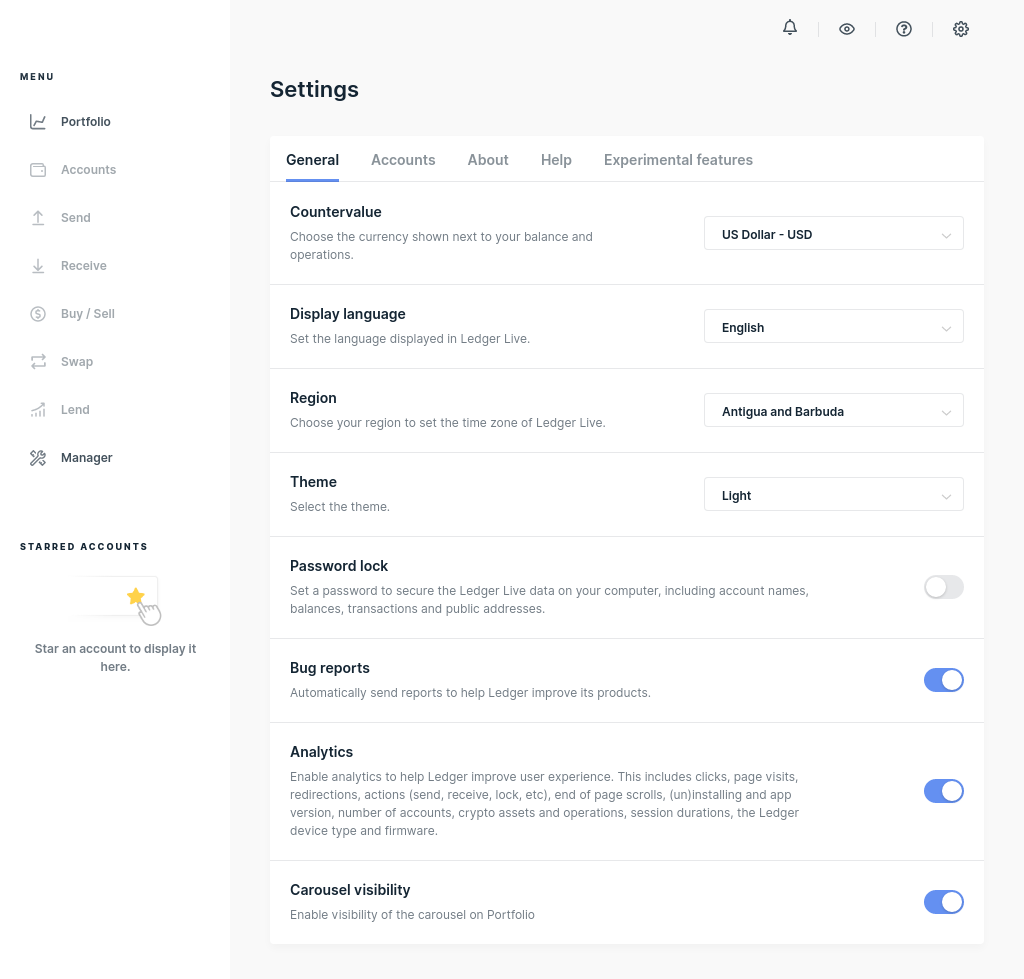 MENU
Portfolio
Accounts
Send
Receive
Buy / Sell
Swap
Lend
Manager
STARRED ACCOUNTS
Star an account to display it
here.
Settings
General Accounts About Help Experimental features
Countervalue
Choose the currency shown next to your balance and
operations.
US Dollar - USD
Display language
Set the language displayed in Ledger Live.
English
Region
Choose your region to set the time zone of Ledger Live.
Antigua and Barbuda
Theme
Select the theme.
Light
Password lock
Set a password to secure the Ledger Live data on your computer, including account names,
balances, transactions and public addresses.
Bug reports
Automatically send reports to help Ledger improve its products.
Analytics
Enable analytics to help Ledger improve user experience. This includes clicks, page visits,
redirections, actions (send, receive, lock, etc), end of page scrolls, (un)installing and app
version, number of accounts, crypto assets and operations, session durations, the Ledger
device type and firmware.
Carousel visibility
Enable visibility of the carousel on Portfolio